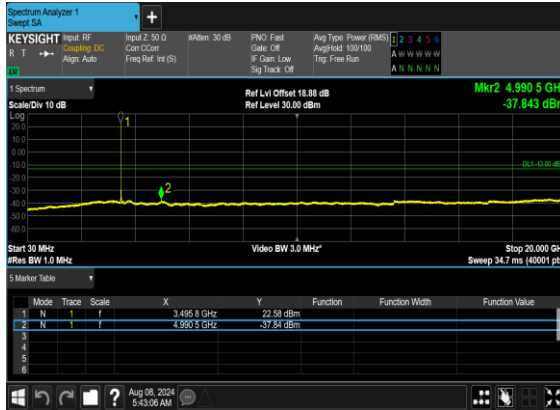 Spectrum Analyzer 1
Swept SA
+
KEYSIGHT Input: RF Input Z: 50 Ω #Atten: 30 dB PNO: Fast Avg Type: Power (RMS) 1 2 3 4 5 6
R T Coupling: DC Corr CCorr Gate: Off Avg|Hold: 100/100 A W W W W W
Align: Auto Freq Ref: Int (S) IF Gain: Low Trig: Free Run
Sig Track: Off A N N N N N
1 Spectrum Ref Lvl Offset 18.88 dB Mkr2 4.990 5 GH
Scale/Div 10 dB Ref Level 30.00 dBm -37.843 dBr
Log
1
20.0
10.0
0.00
-10.0
DL1 -13.00 dB
-20.0
-30.0
2
-40.0
-50.0
-60.0
Start 30 MHz Video BW 3.0 MHz* Stop 20.000 GH
#Res BW 1.0 MHz Sweep 34.7 ms (40001 pt
5 Marker Table
Mode Trace Scale X Y Function Function Width Function Value
1 N 1 f 3.495 8 GHz 22.58 dBm
2 N 1 f 4.990 5 GHz -37.84 dBm
3
4
5
6
? Aug 08, 2024
5:43:06 AM